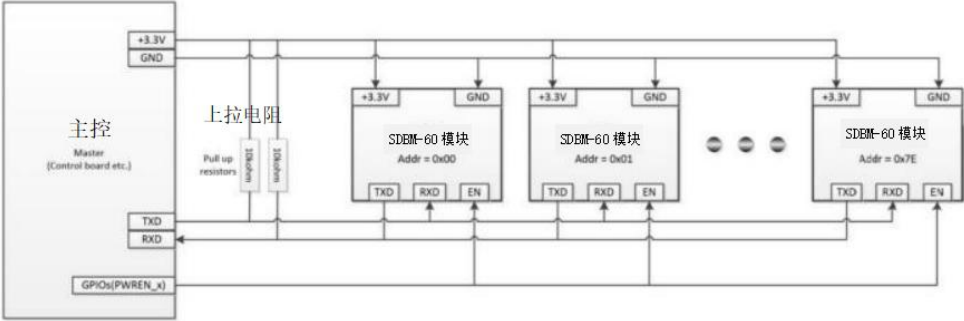 +3.3V
GND
主控
Master
(Control board etc.)
上拉电阻
Pull up
resistors
10kohm
10kohm
TXD
RXD
GPIOs(PWREN_x)
+3.3V
GND
SDBM-60 模块
Addr = 0x00
TXD
RXD
EN
+3.3V
GND
SDBM-60 模块
Addr = 0x01
TXD
RXD
EN
+3.3V
GND
SDBM-60 模块
Addr = 0x7E
TXD
RXD
EN